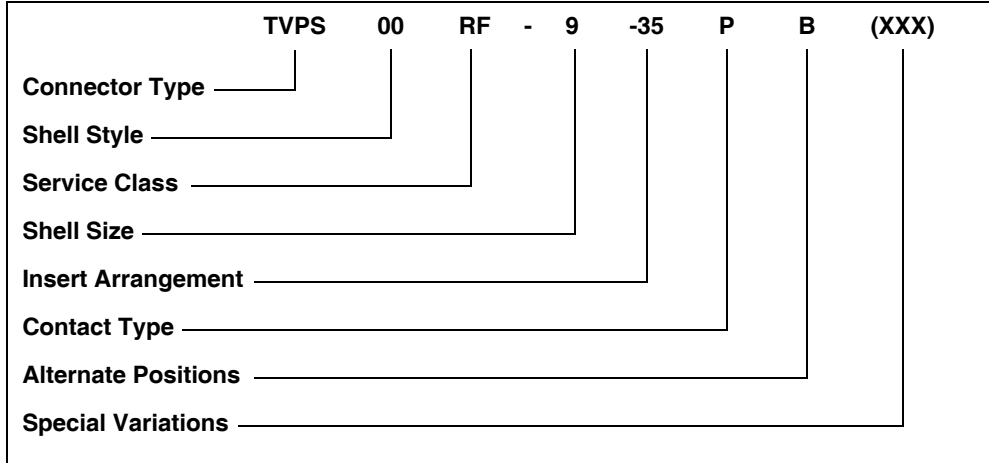 TVPS 00 RF - 9 -35 P B (XXX)
Connector Type
Shell Style
Service Class
Shell Size
Insert Arrangement
Contact Type
Alternate Positions
Special Variations